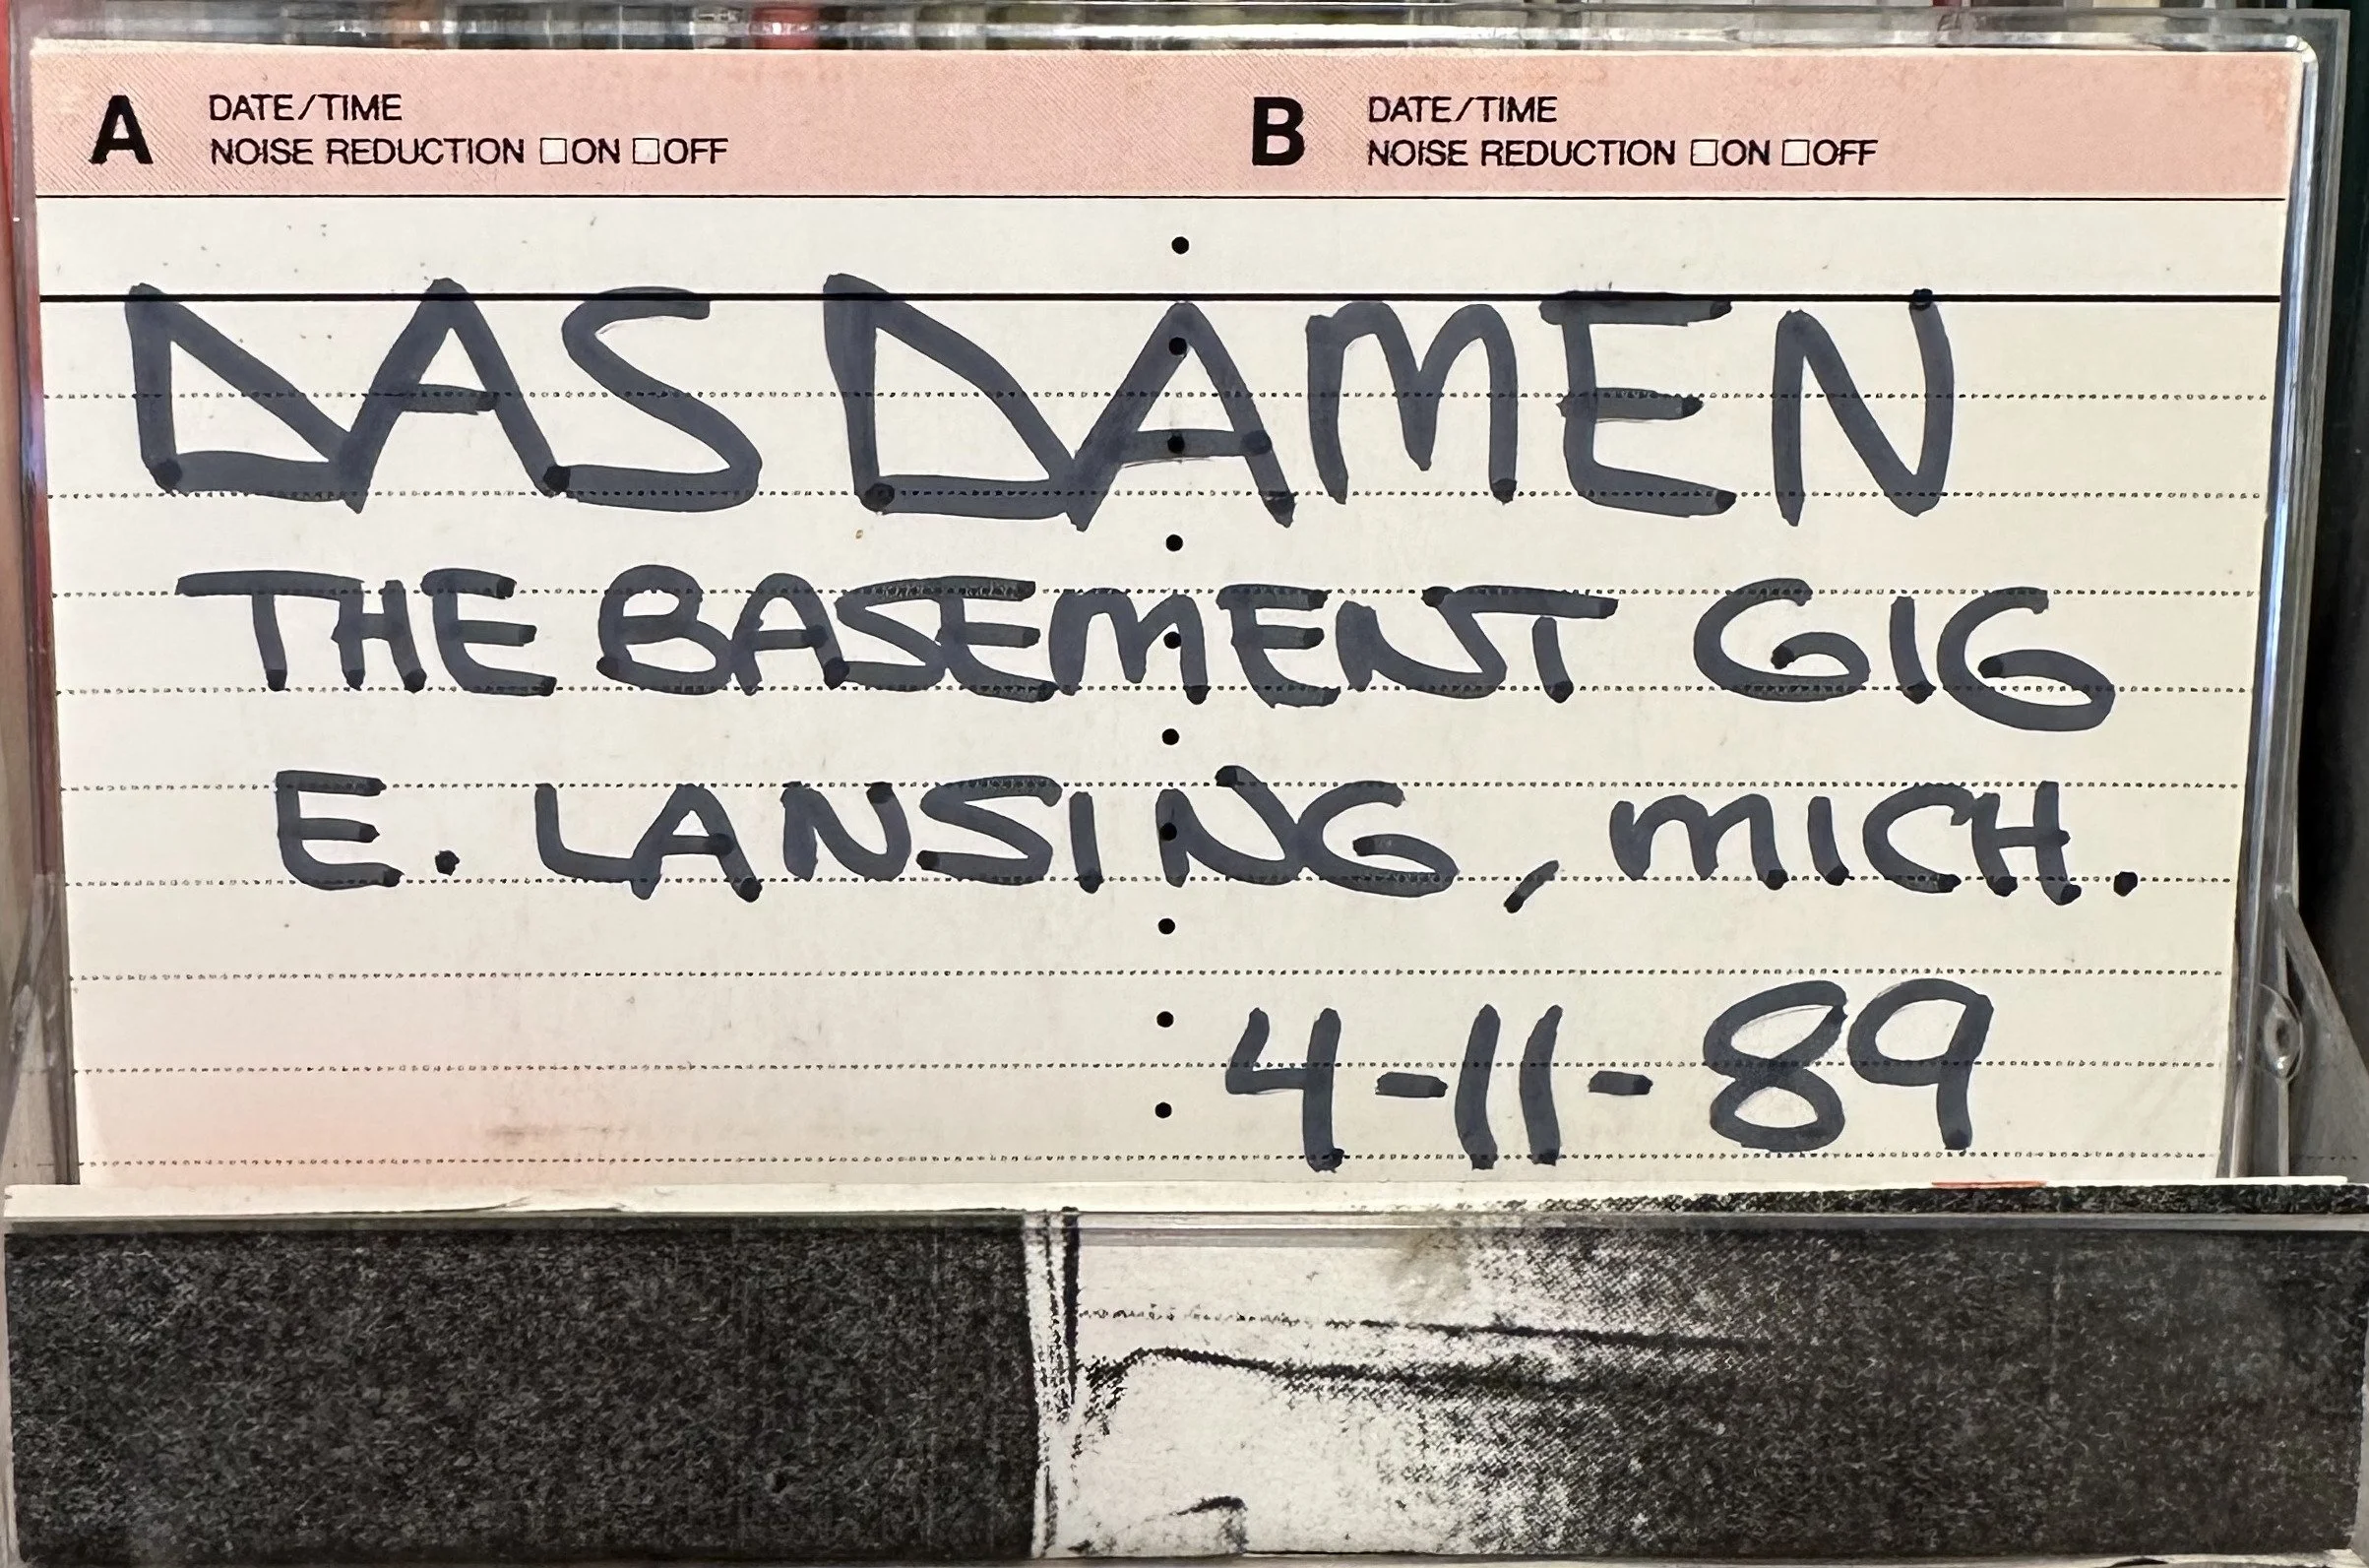 A DATE/TIME B DATE/TIME
NOISE REDUCTION □ON □OFF NOISE REDUCTION □ON □OFF
DAS DAMEN
THE BASEMENT GIG
E. LANSING, MICH.
4-11-89